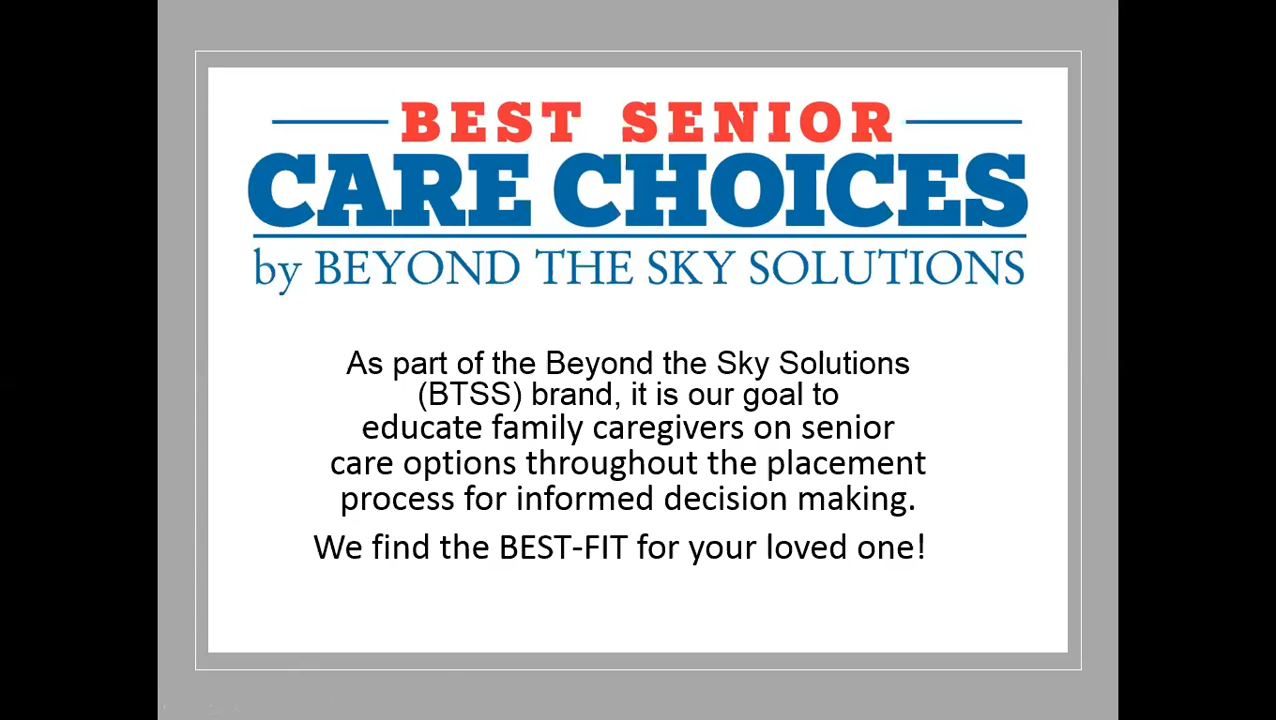 BEST SENIOR
CARE CHOICES
by BEYOND THE SKY SOLUTIONS
As part of the Beyond the Sky Solutions
(BTSS) brand, it is our goal to
educate family caregivers on senior
care options throughout the placement
process for informed decision making.
We find the BEST-FIT for your loved one!